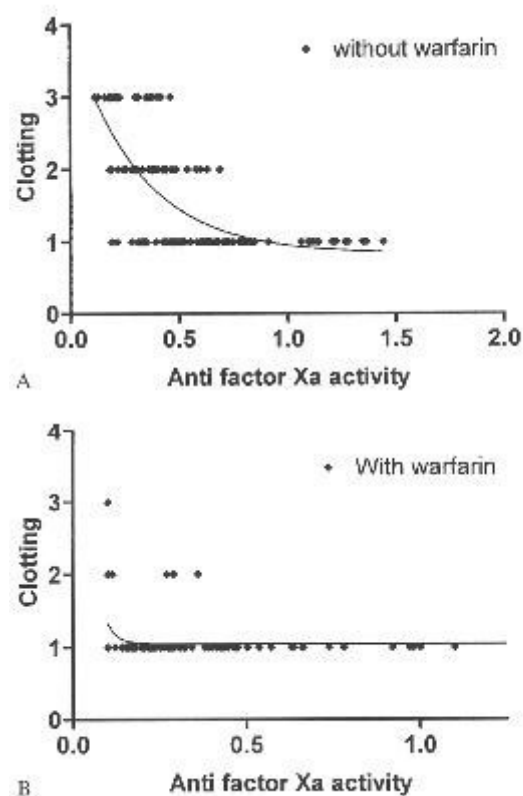 without warfarin
4
3
2
1
0
Clotting
0.0 0.5 1.0 1.5 2.0
Anti factor Xa activity
A
With warfarin
4
3
2
1
0
Clotting
0.0 0.5 1.0
Anti factor Xa activity
B